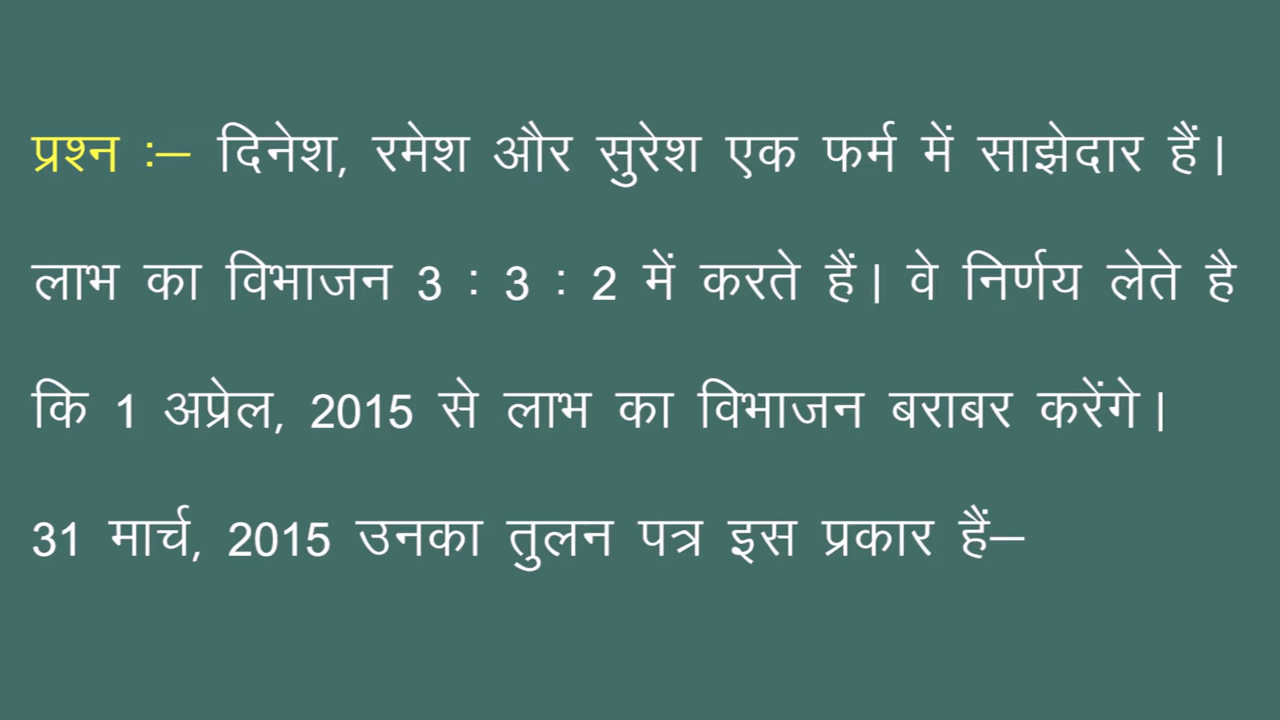 प्रश्न :– दिनेश, रमेश और सुरेश एक फर्म में साझेदार हैं।
लाभ का विभाजन 3 : 3 : 2 में करते हैं। वे निर्णय लेते है
कि 1 अप्रेल, 2015 से लाभ का विभाजन बराबर करेंगे।
31 मार्च, 2015 उनका तुलन पत्र इस प्रकार हैं–